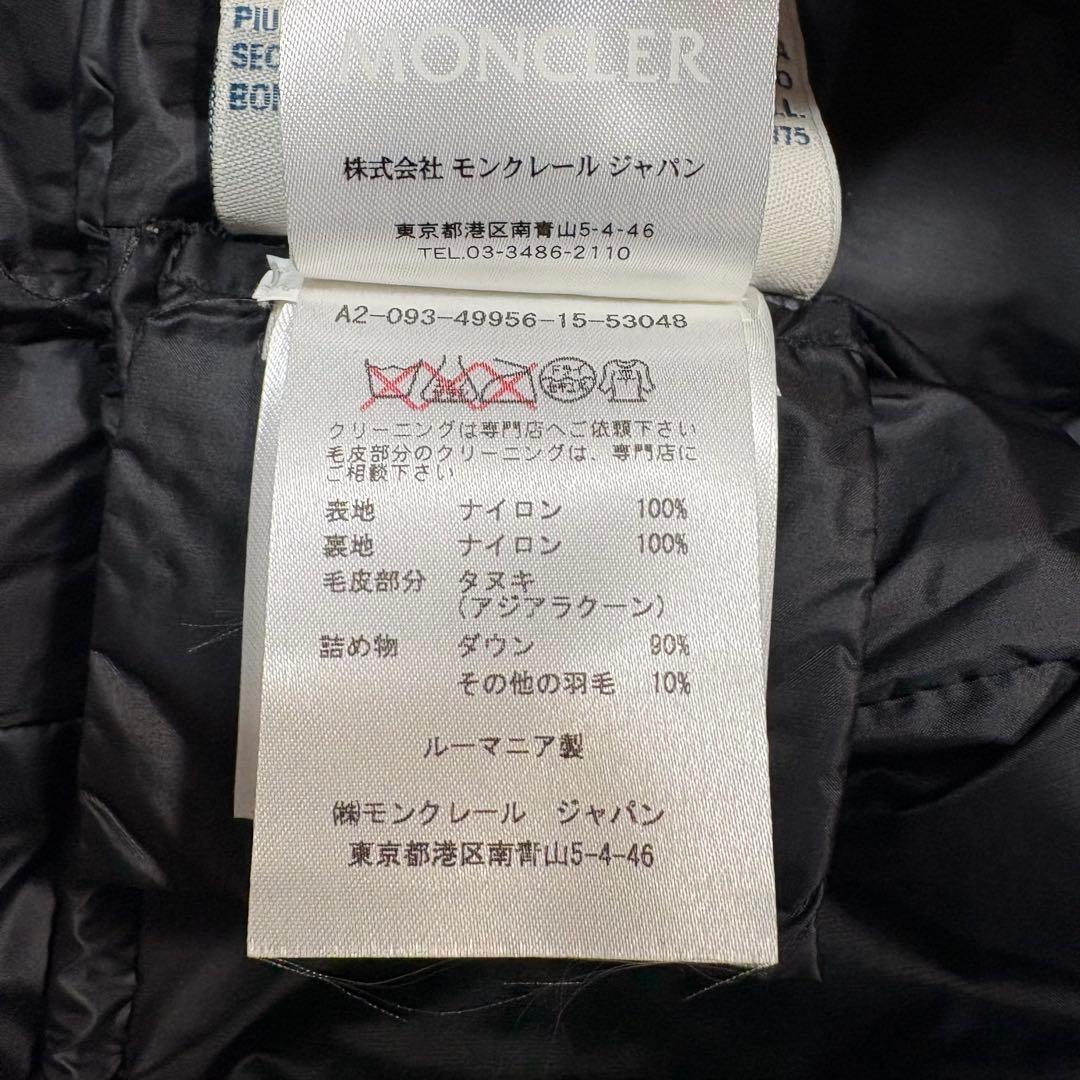 PIU
SEC
BON
A
O
LL.
1175
MONCLER
株式会社 モンクレール ジャパン
東京都港区南青山5-4-46
TEL.03-3486-2110
A2-093-49956-15-53048
クリーニングは専門店へご依頼下さい
毛皮部分のクリーニングは、専門店に
ご相談下さい
表地 ナイロン 100%
裏地 ナイロン 100%
毛皮部分 タヌキ
(アジアラクーン)
詰め物 ダウン 90%
その他の羽毛 10%
ルーマニア製
㈱モンクレール ジャパン
東京都港区南青山5-4-46